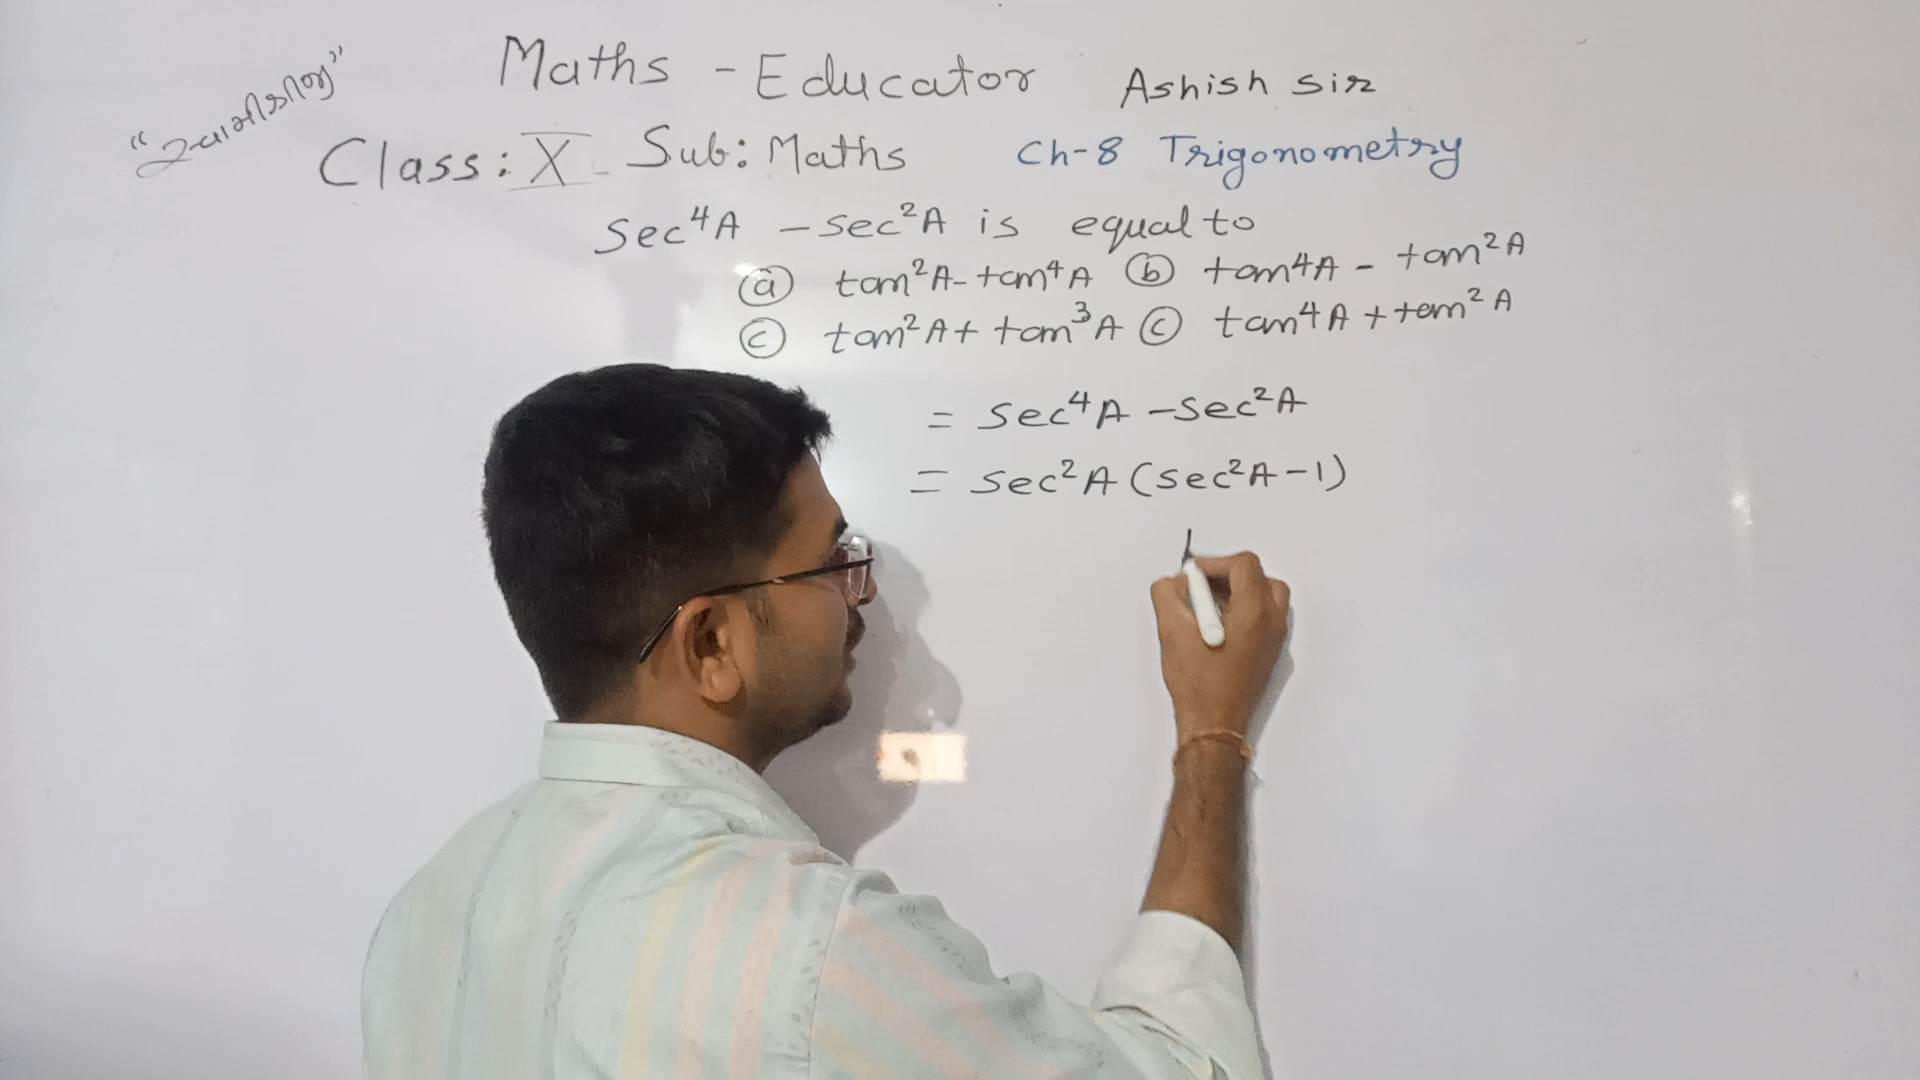 Maths - Educator Ashish sir
Class: X Sub: Maths Ch-8 Trigonometry
sec⁴A - sec²A is equal to
ⓐ tan²A - tan⁴A ⓑ tan⁴A - tan²A
ⓒ tan²A + tan³A ⓒ tan⁴A + tan²A
= sec⁴A - sec²A
= sec²A (sec²A - 1)